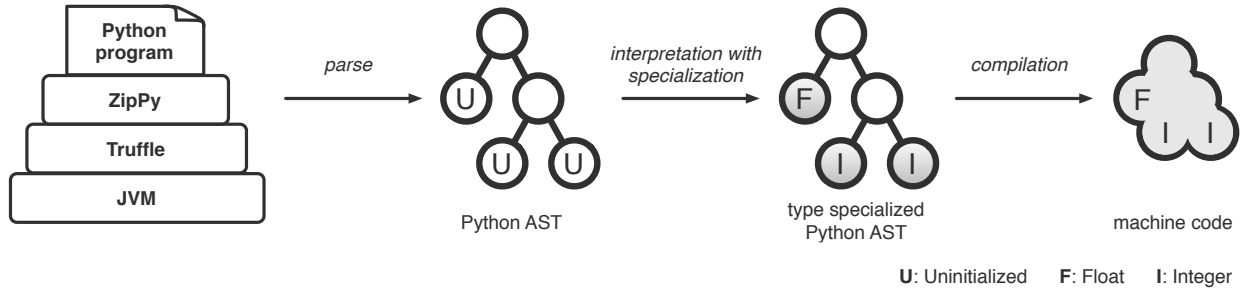 Python
program
ZipPy
Truffle
JVM
parse
U
U
U
Python AST
interpretation with
specialization
F
I
I
type specialized
Python AST
compilation
F
I
I
machine code
U: Uninitialized F: Float I: Integer